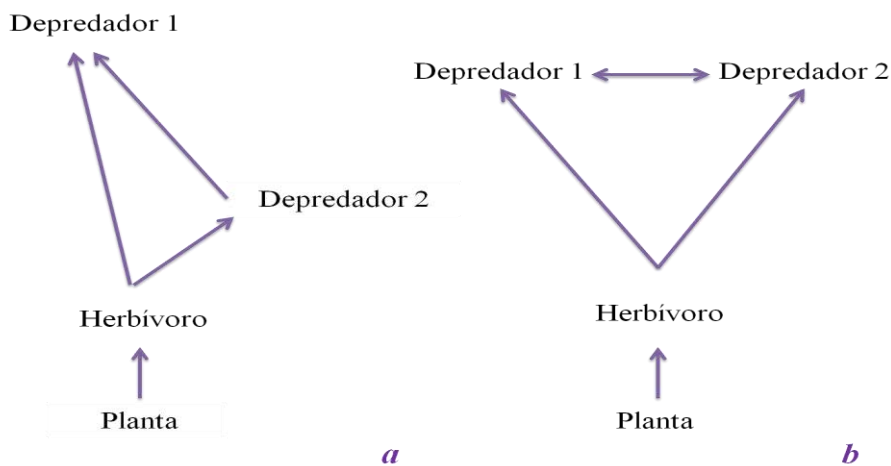 Depredador 1
Depredador 2
Herbívoro
Planta
a
Depredador 1
Depredador 2
Herbívoro
Planta
b